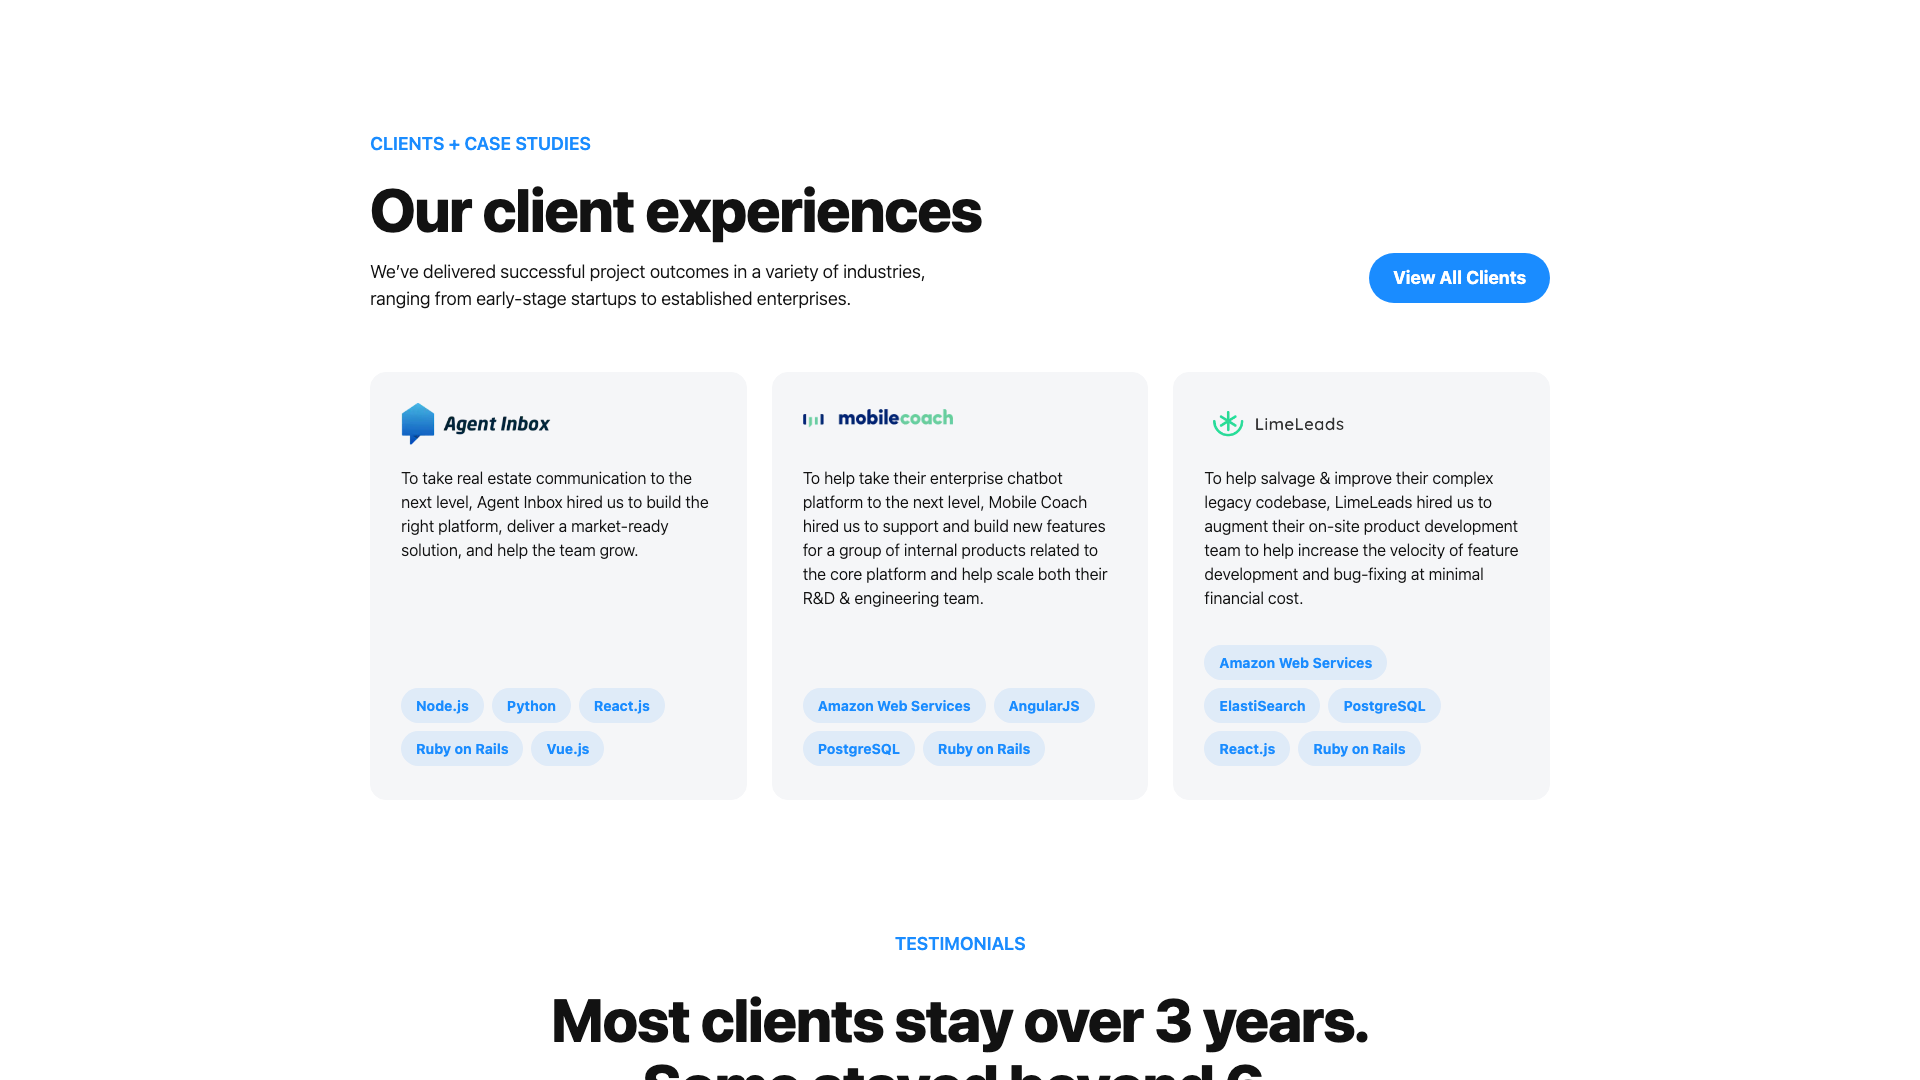 CLIENTS + CASE STUDIES
Our client experiences
We’ve delivered successful project outcomes in a variety of industries,
ranging from early-stage startups to established enterprises.
View All Clients
Agent Inbox
To take real estate communication to the
next level, Agent Inbox hired us to build the
right platform, deliver a market-ready
solution, and help the team grow.
Node.js
Python
React.js
Ruby on Rails
Vue.js
mobilecoach
To help take their enterprise chatbot
platform to the next level, Mobile Coach
hired us to support and build new features
for a group of internal products related to
the core platform and help scale both their
R&D & engineering team.
Amazon Web Services
AngularJS
PostgreSQL
Ruby on Rails
LimeLeads
To help salvage & improve their complex
legacy codebase, LimeLeads hired us to
augment their on-site product development
team to help increase the velocity of feature
development and bug-fixing at minimal
financial cost.
Amazon Web Services
ElastiSearch
PostgreSQL
React.js
Ruby on Rails
TESTIMONIALS
Most clients stay over 3 years.
Some stayed beyond 6